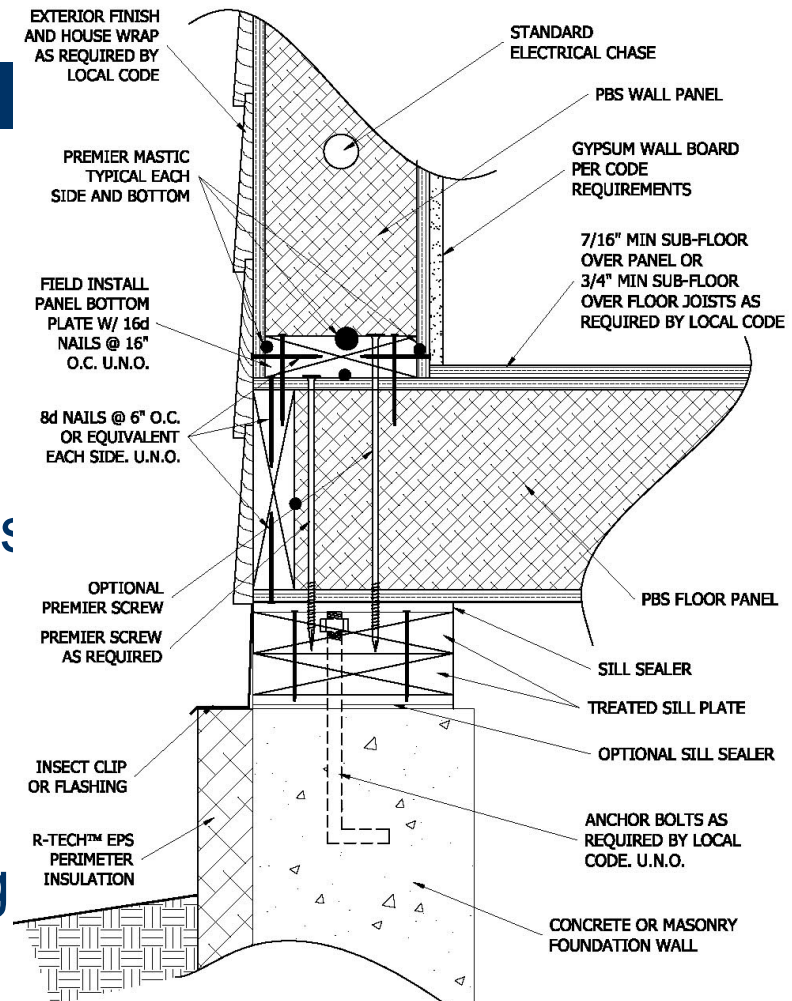 EXTERIOR FINISH
AND HOUSE WRAP
AS REQUIRED BY
LOCAL CODE
PREMIER MASTIC
TYPICAL EACH
SIDE AND BOTTOM
FIELD INSTALL
PANEL BOTTOM
PLATE W/ 16d
NAILS @ 16"
O.C. U.N.O.
8d NAILS @ 6" O.C.
OR EQUIVALENT
EACH SIDE. U.N.O.
s
OPTIONAL
PREMIER SCREW
PREMIER SCREW
AS REQUIRED
INSECT CLIP
OR FLASHING
R-TECH™ EPS
PERIMETER
INSULATION
g
STANDARD
ELECTRICAL CHASE
PBS WALL PANEL
GYPSUM WALL BOARD
PER CODE
REQUIREMENTS
7/16" MIN SUB-FLOOR
OVER PANEL OR
3/4" MIN SUB-FLOOR
OVER FLOOR JOISTS AS
REQUIRED BY LOCAL CODE
PBS FLOOR PANEL
SILL SEALER
TREATED SILL PLATE
OPTIONAL SILL SEALER
ANCHOR BOLTS AS
REQUIRED BY LOCAL
CODE. U.N.O.
CONCRETE OR MASONRY
FOUNDATION WALL